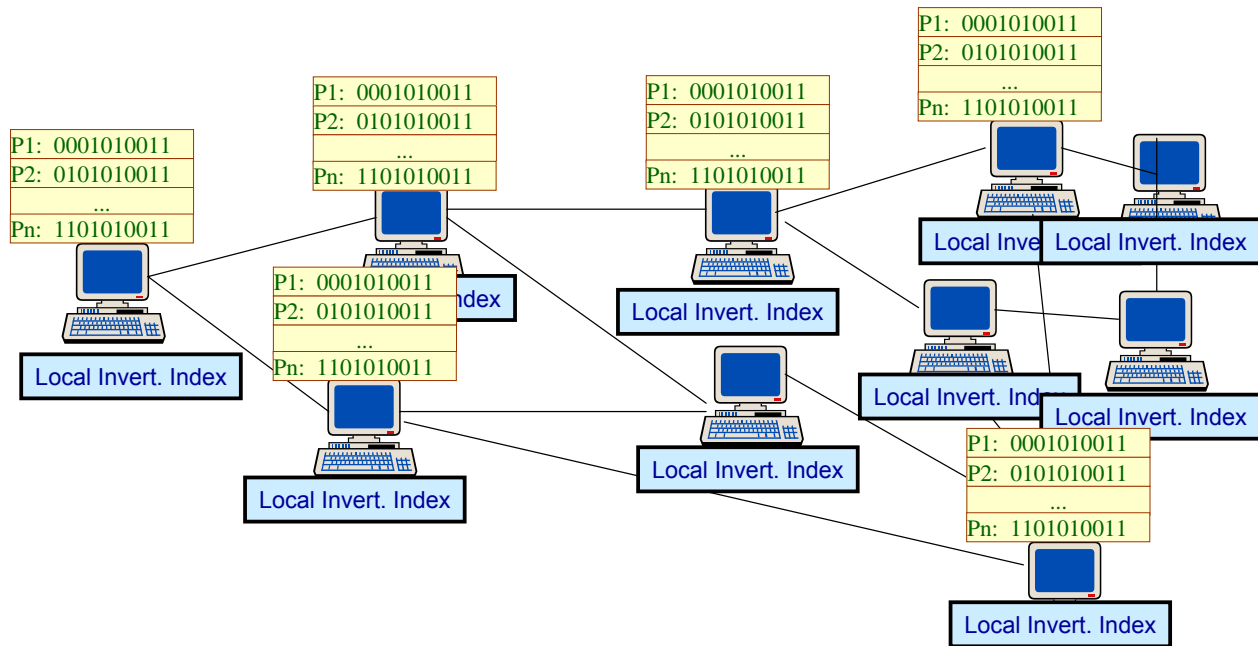 P1: 0001010011
P2: 0101010011
...
Pn: 1101010011
P1: 0001010011
P2: 0101010011
...
Pn: 1101010011
P1: 0001010011
P2: 0101010011
...
Pn: 1101010011
P1: 0001010011
P2: 0101010011
...
Pn: 1101010011
Local Inve
Local Invert. Index
P1: 0001010011
P2: 0101010011
...
Pn: 1101010011
ndex
Local Invert. Index
Local Invert. Index
Local Invert. Index
Local Invert. Index
Local Invert. Index
Local Invert. Index
P1: 0001010011
P2: 0101010011
...
Pn: 1101010011
Local Invert. Index